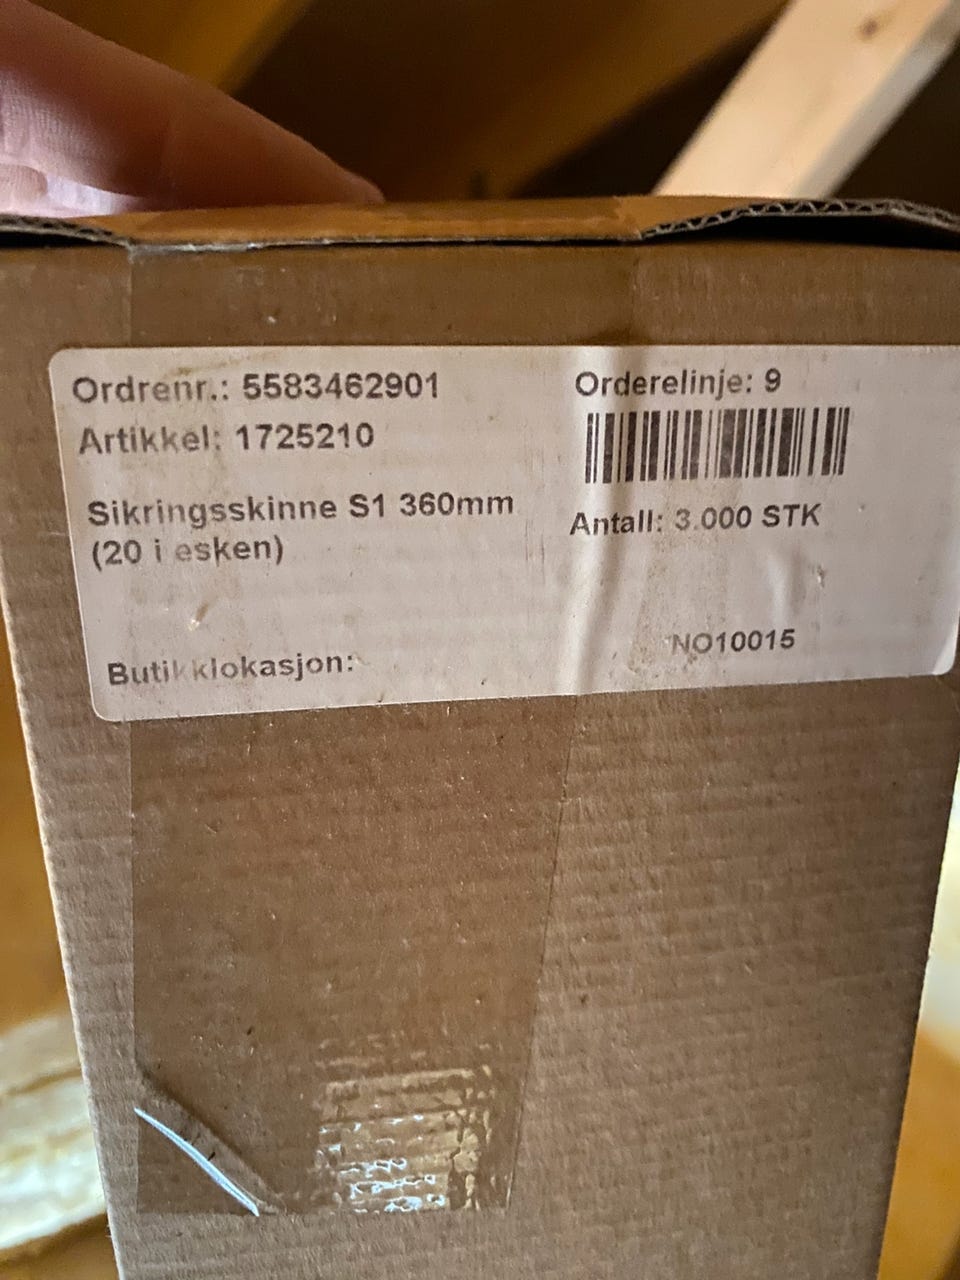 Ordrenr.: 5583462901
Artikkel: 1725210
Sikringsskinne S1 360mm
(20 i esken)
Butikklokasjon:
Orderelinje: 9
Antall: 3.000 STK
NO10015